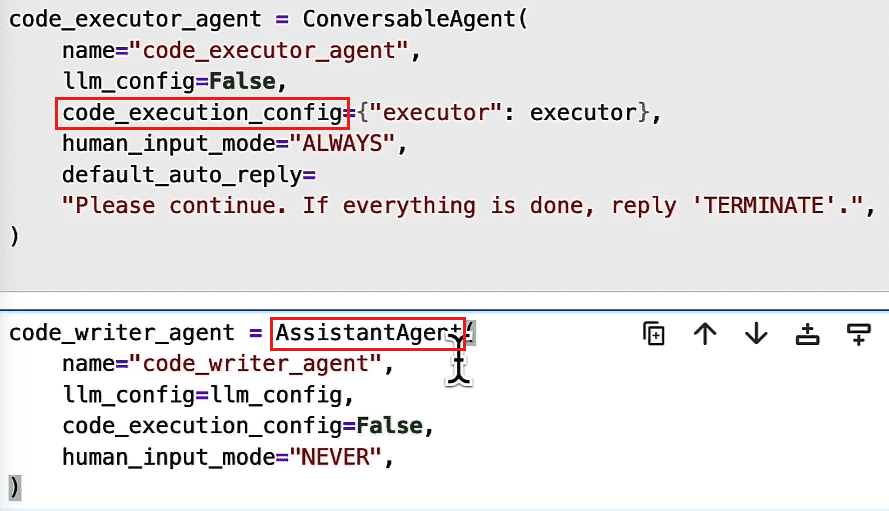 code_executor_agent = ConversableAgent(
    name="code_executor_agent",
    llm_config=False,
    code_execution_config={"executor": executor},
    human_input_mode="ALWAYS",
    default_auto_reply=
    "Please continue. If everything is done, reply 'TERMINATE'.",
)
code_writer_agent = AssistantAgent(
    name="code_writer_agent",
    llm_config=llm_config,
    code_execution_config=False,
    human_input_mode="NEVER",
)